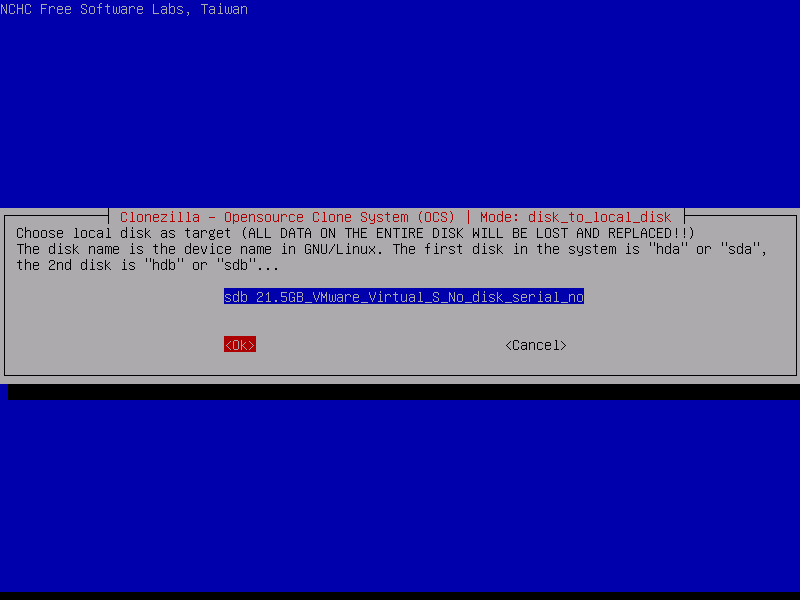 NCHC Free Software Labs, Taiwan
Clonezilla - Opensource Clone System (OCS) | Mode: disk_to_local_disk
Choose local disk as target (ALL DATA ON THE ENTIRE DISK WILL BE LOST AND REPLACED!!)
The disk name is the device name in GNU/Linux. The first disk in the system is "hda" or "sda",
the 2nd disk is "hdb" or "sdb"...
sdb 21.5GB_VMware_Virtual_S_No_disk_serial_no
<Ok> <Cancel>